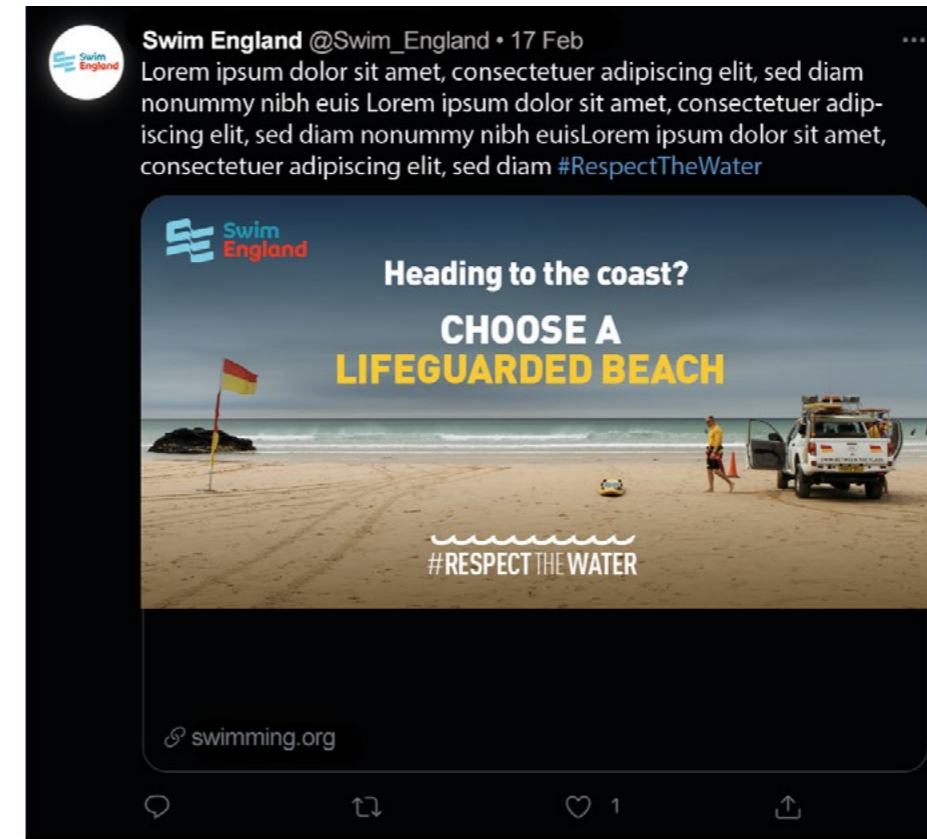 Swim England @Swim_England • 17 Feb
Swim
England
Lorem ipsum dolor sit amet, consectetuer adipiscing elit, sed diam
nonummy nibh euis Lorem ipsum dolor sit amet, consectetuer adip-
iscing elit, sed diam nonummy nibh euisLorem ipsum dolor sit amet,
consectetuer adipiscing elit, sed diam #RespectTheWater
Swim
England
Heading to the coast?
CHOOSE A
LIFEGUARDED BEACH
#RESPECTTHEWATER
swimming.org
1